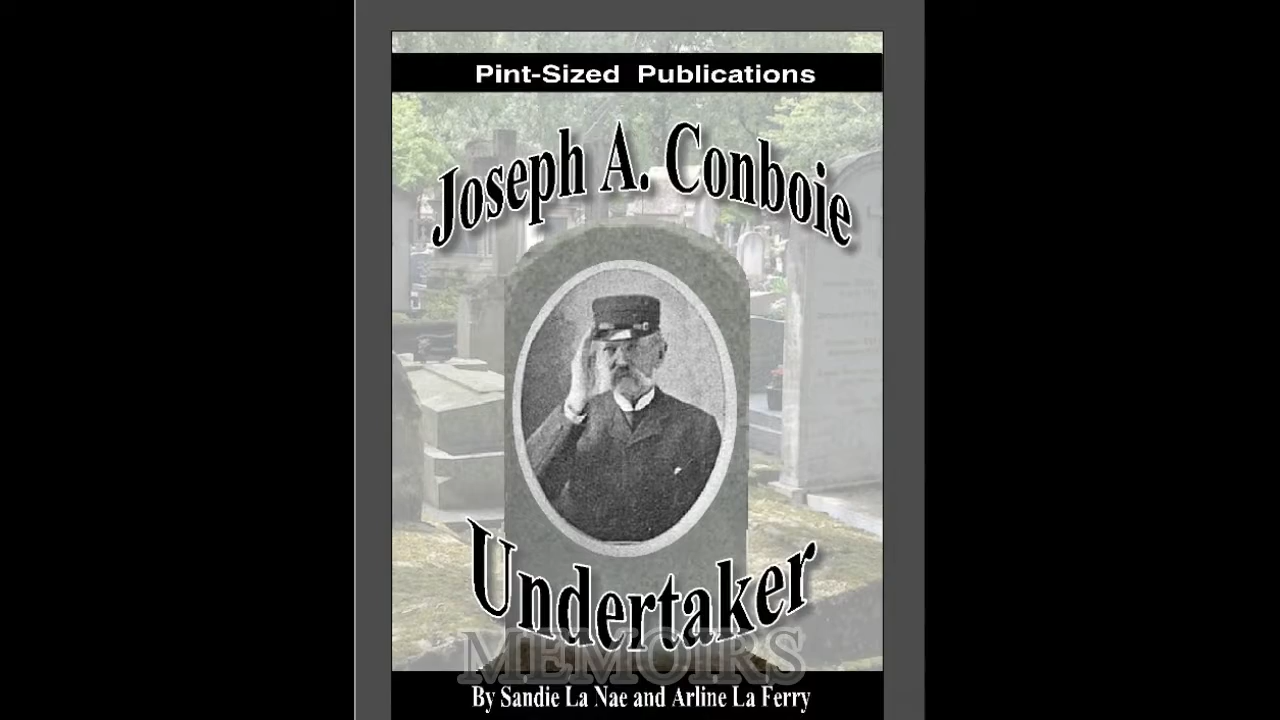 Pint-Sized Publications
Joseph A. Conboie
Undertaker
MEMOIRS
By Sandie La Nae and Arline La Ferry